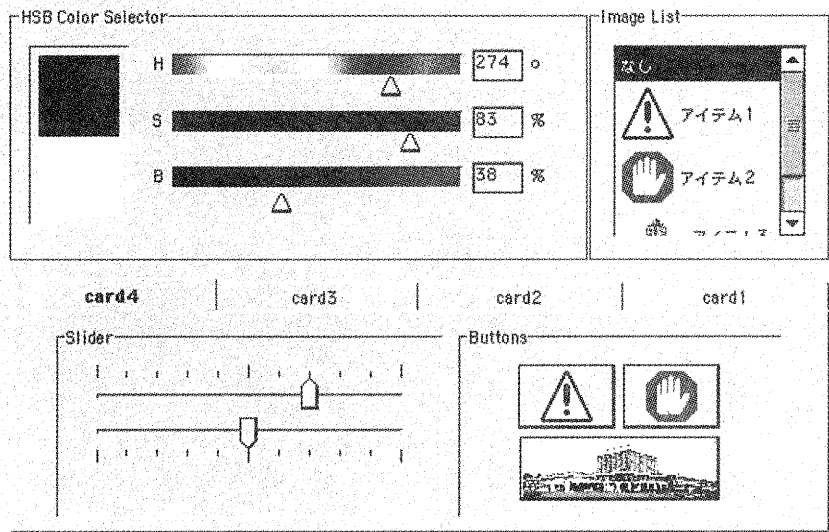 HSB Color Selector
H 274 °
S 83 %
B 38 %
Image List
なし
アイテム1
アイテム2
card4 card3 card2 card1
Slider
Buttons